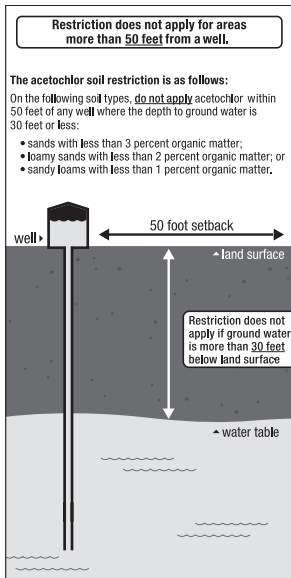 Restriction does not apply for areas
more than 50 feet from a well.
The acetochlor soil restriction is as follows:
On the following soil types, do not apply acetochlor within
50 feet of any well where the depth to ground water is
30 feet or less:
• sands with less than 3 percent organic matter;
• loamy sands with less than 2 percent organic matter; or
• sandy loams with less than 1 percent organic matter.
50 foot setback
well
land surface
Restriction does not
apply if ground water
is more than 30 feet
below land surface
water table